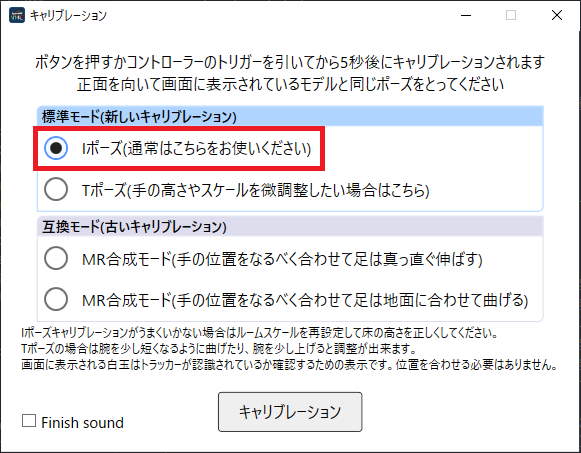 キャリブレーション
ボタンを押すかコントローラーのトリガーを引いてから5秒後にキャリブレーションされます
正面を向いて画面に表示されているモデルと同じポーズをとってください
標準モード(新しいキャリブレーション)
Iポーズ(通常はこちらをお使いください)
Tポーズ(手の高さやスケールを微調整したい場合はこちら)
互換モード(古いキャリブレーション)
MR合成モード(手の位置をなるべく合わせて足は真っ直ぐ伸ばす)
MR合成モード(手の位置をなるべく合わせて足は地面に合わせて曲げる)
Iポーズキャリブレーションがうまくいかない場合はルームスケールを再設定して床の高さを正しくしてください。
Tポーズの場合は腕を少し短くなるように曲げたり、腕を少し上げると調整が出来ます。
画面に表示される白玉はトラッカーが認識されているか確認するための表示です。位置を合わせる必要はありません。
Finish sound
キャリブレーション